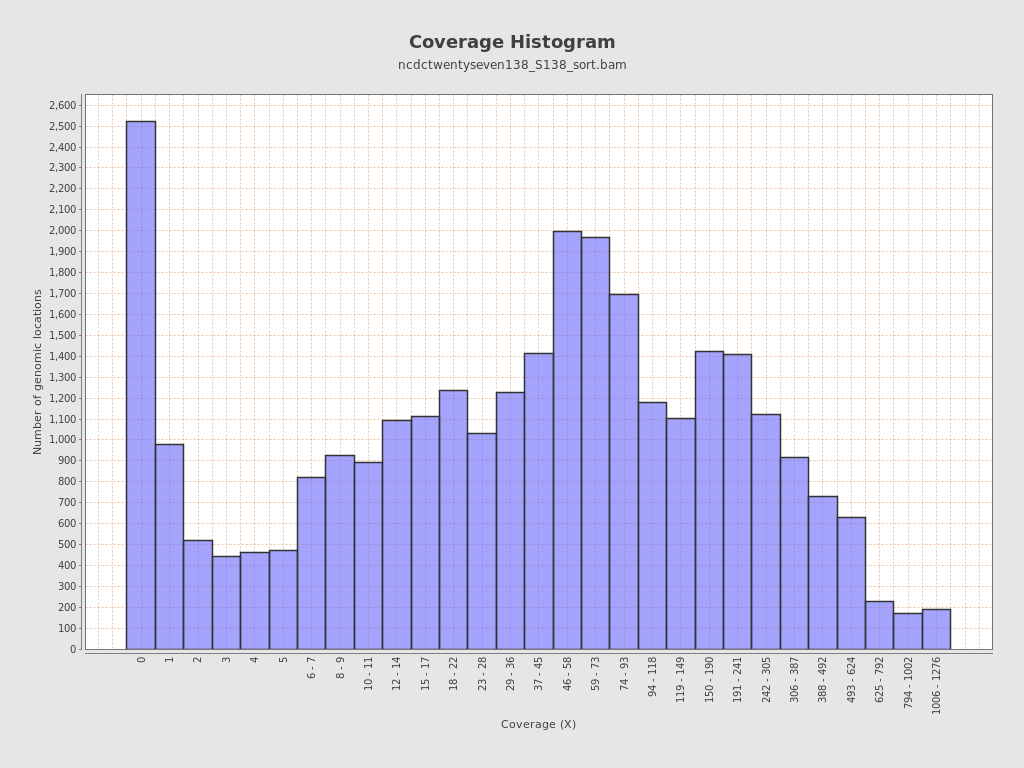 Coverage Histogram
ncdctwentyseven138_S138_sort.bam
Number of genomic locations
2,600
2,500
2,400
2,300
2,200
2,100
2,000
1,900
1,800
1,700
1,600
1,500
1,400
1,300
1,200
1,100
1,000
900
800
700
600
500
400
300
200
100
0
0
1
2
3
4
5
6 - 7
8 - 9
10 - 11
12 - 14
15 - 17
18 - 22
23 - 28
29 - 36
37 - 45
46 - 58
59 - 73
74 - 93
94 - 118
119 - 149
150 - 190
191 - 241
242 - 305
306 - 387
388 - 492
493 - 624
625 - 792
794 - 1002
1006 - 1276
Coverage (X)